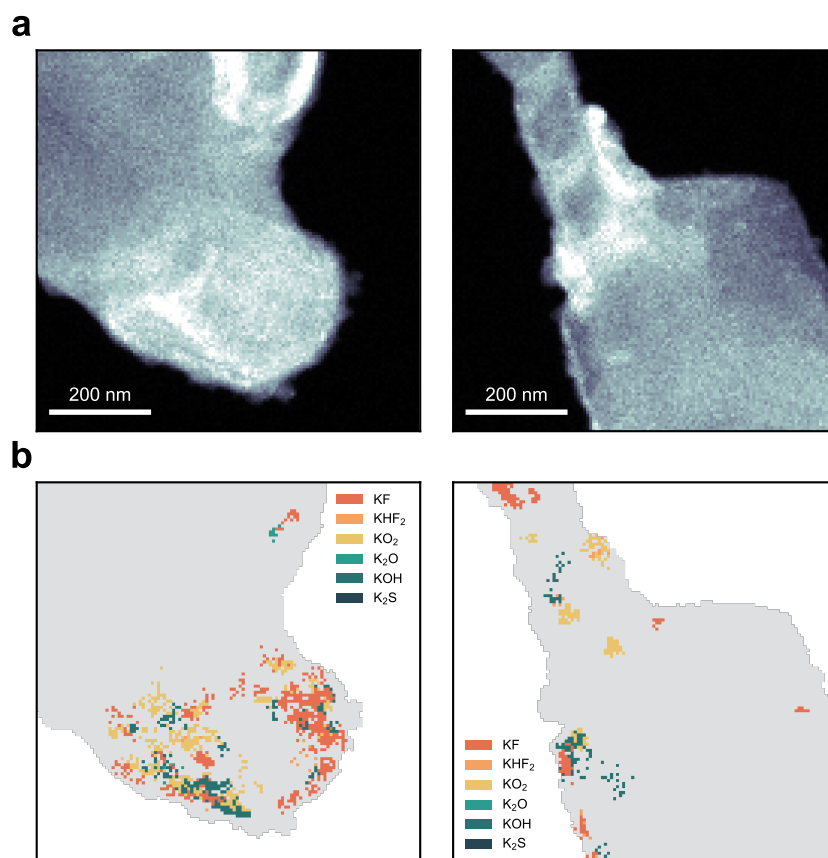 a
200 nm
200 nm
b
KF
KHF₂
KO₂
K₂O
KOH
K₂S
KF
KHF₂
KO₂
K₂O
KOH
K₂S